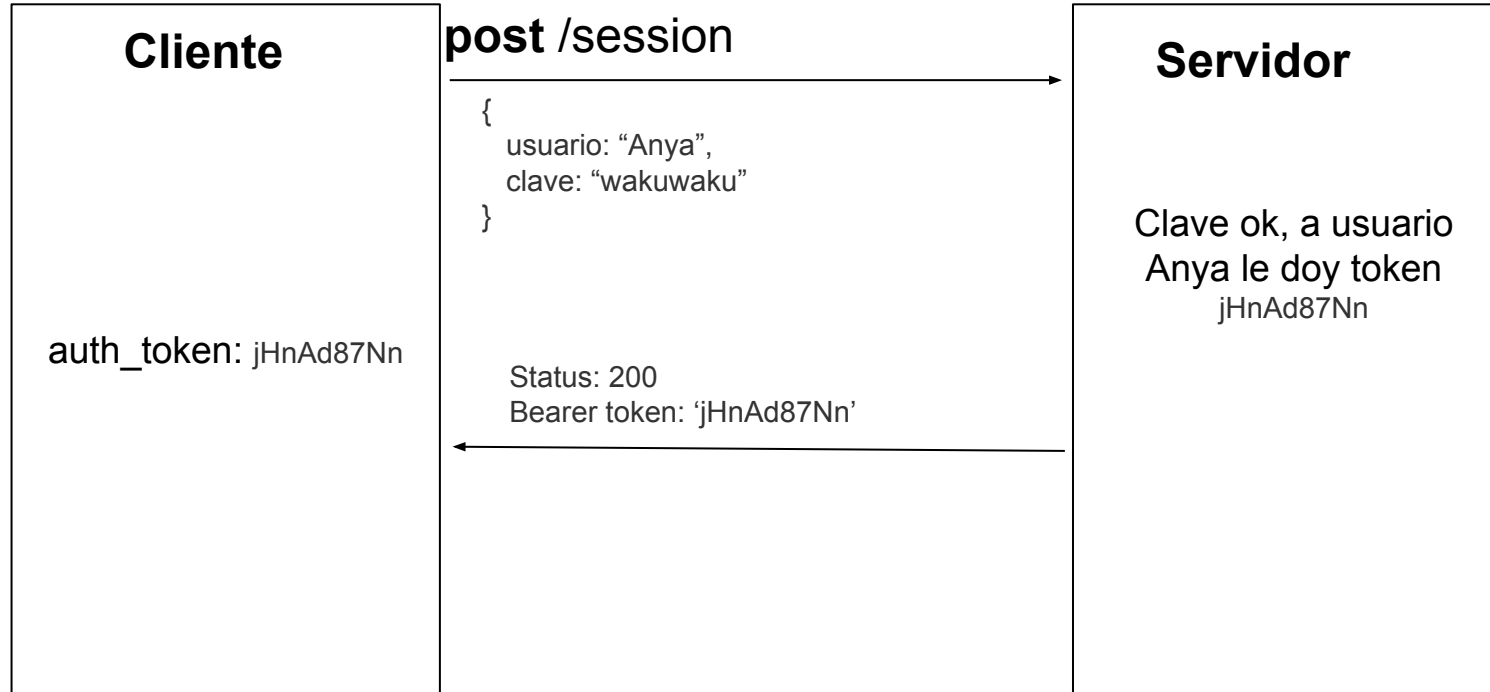 Cliente
post /session
Servidor
{
usuario: “Anya”,
clave: “wakuwaku”
}
Clave ok, a usuario
Anya le doy token
jHnAd87Nn
auth_token: jHnAd87Nn
Status: 200
Bearer token: ‘jHnAd87Nn’